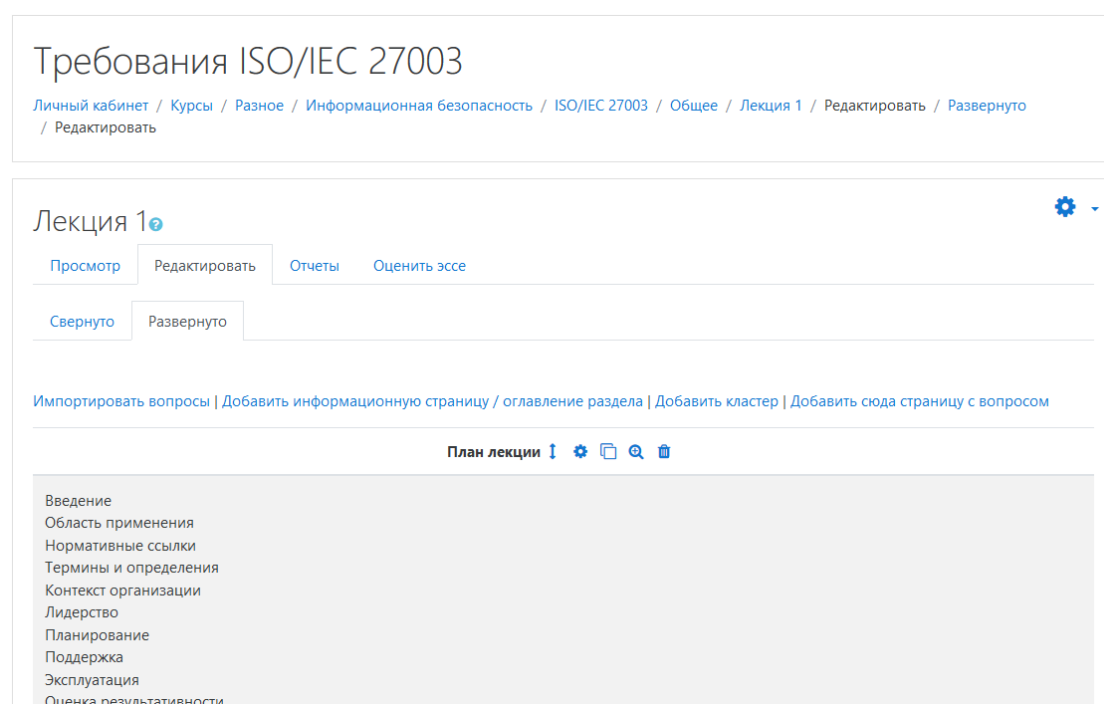 Требования ISO/IEC 27003
Личный кабинет / Курсы / Разное / Информационная безопасность / ISO/IEC 27003 / Общее / Лекция 1 / Редактировать / Развернуто
/ Редактировать
Лекция 1
Просмотр Редактировать Отчеты Оценить эссе
Свернуто Развернуто
Импортировать вопросы | Добавить информационную страницу / оглавление раздела | Добавить кластер | Добавить сюда страницу с вопросом
План лекции
Введение
Область применения
Нормативные ссылки
Термины и определения
Контекст организации
Лидерство
Планирование
Поддержка
Эксплуатация
Оценка результативности